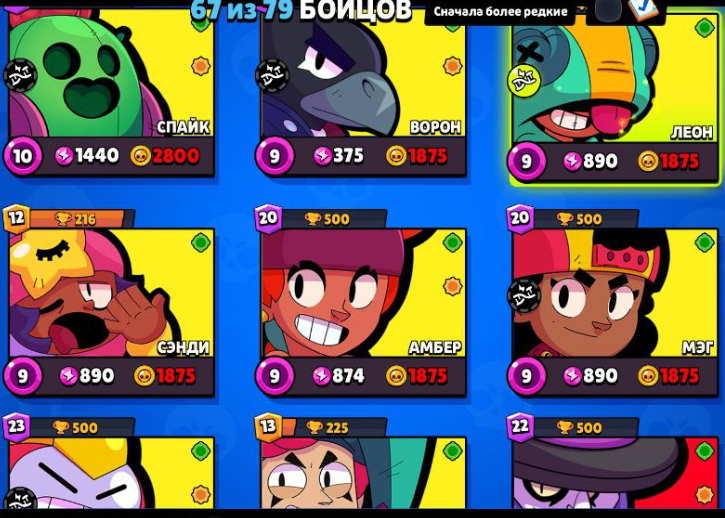 67 из 79 БОЙЦОВ
Сначала более редкие
СПАЙК
10 1440 2800
ВОРОН
9 375 1875
ЛЕОН
9 890 1875
12 216
СЭНДИ
9 890 1875
20 500
АМБЕР
9 874 1875
20 500
МЭГ
9 890 1875
23 500
13 225
22 500